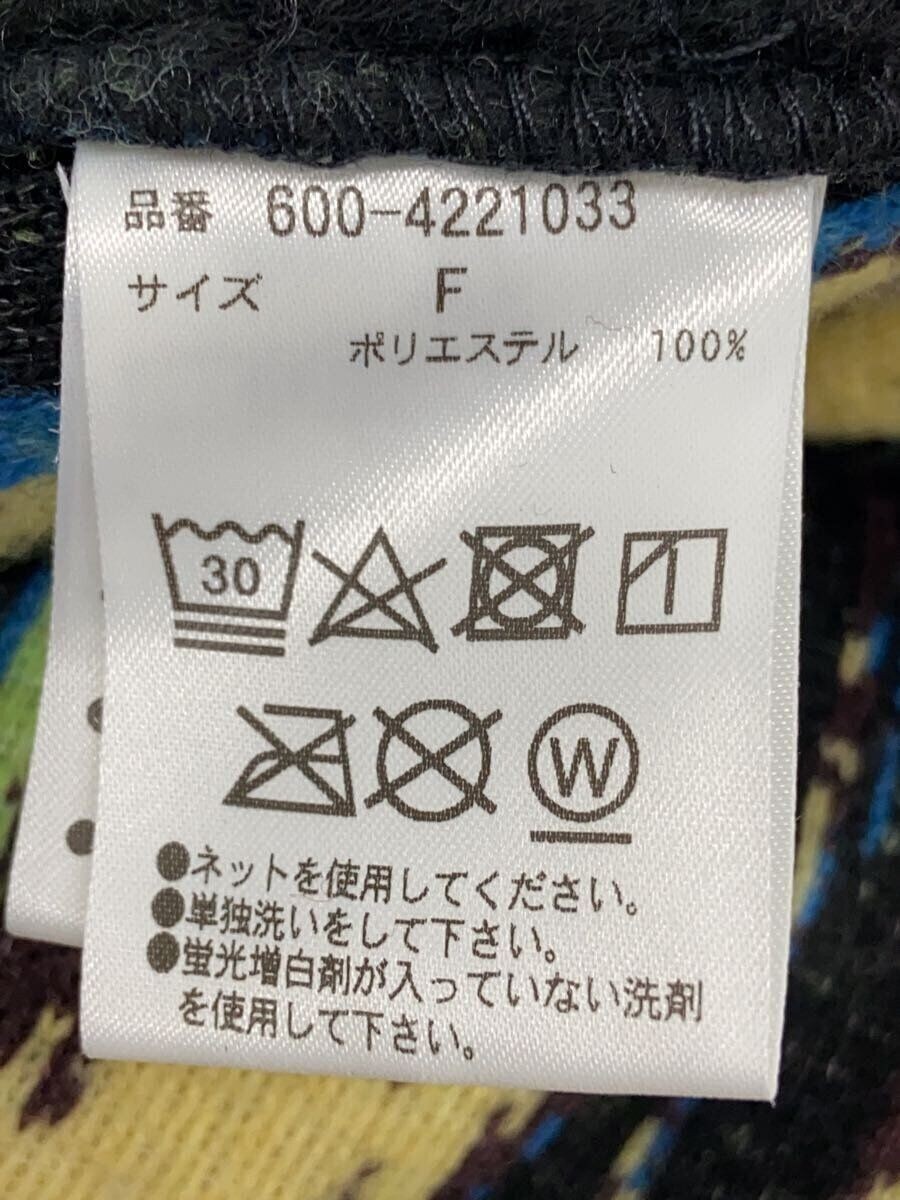 品番 600-4221033
サイズ F
ポリエステル 100%
30
W
●ネットを使用してください。
●単独洗いをして下さい。
●蛍光増白剤が入っていない洗剤
を使用して下さい。